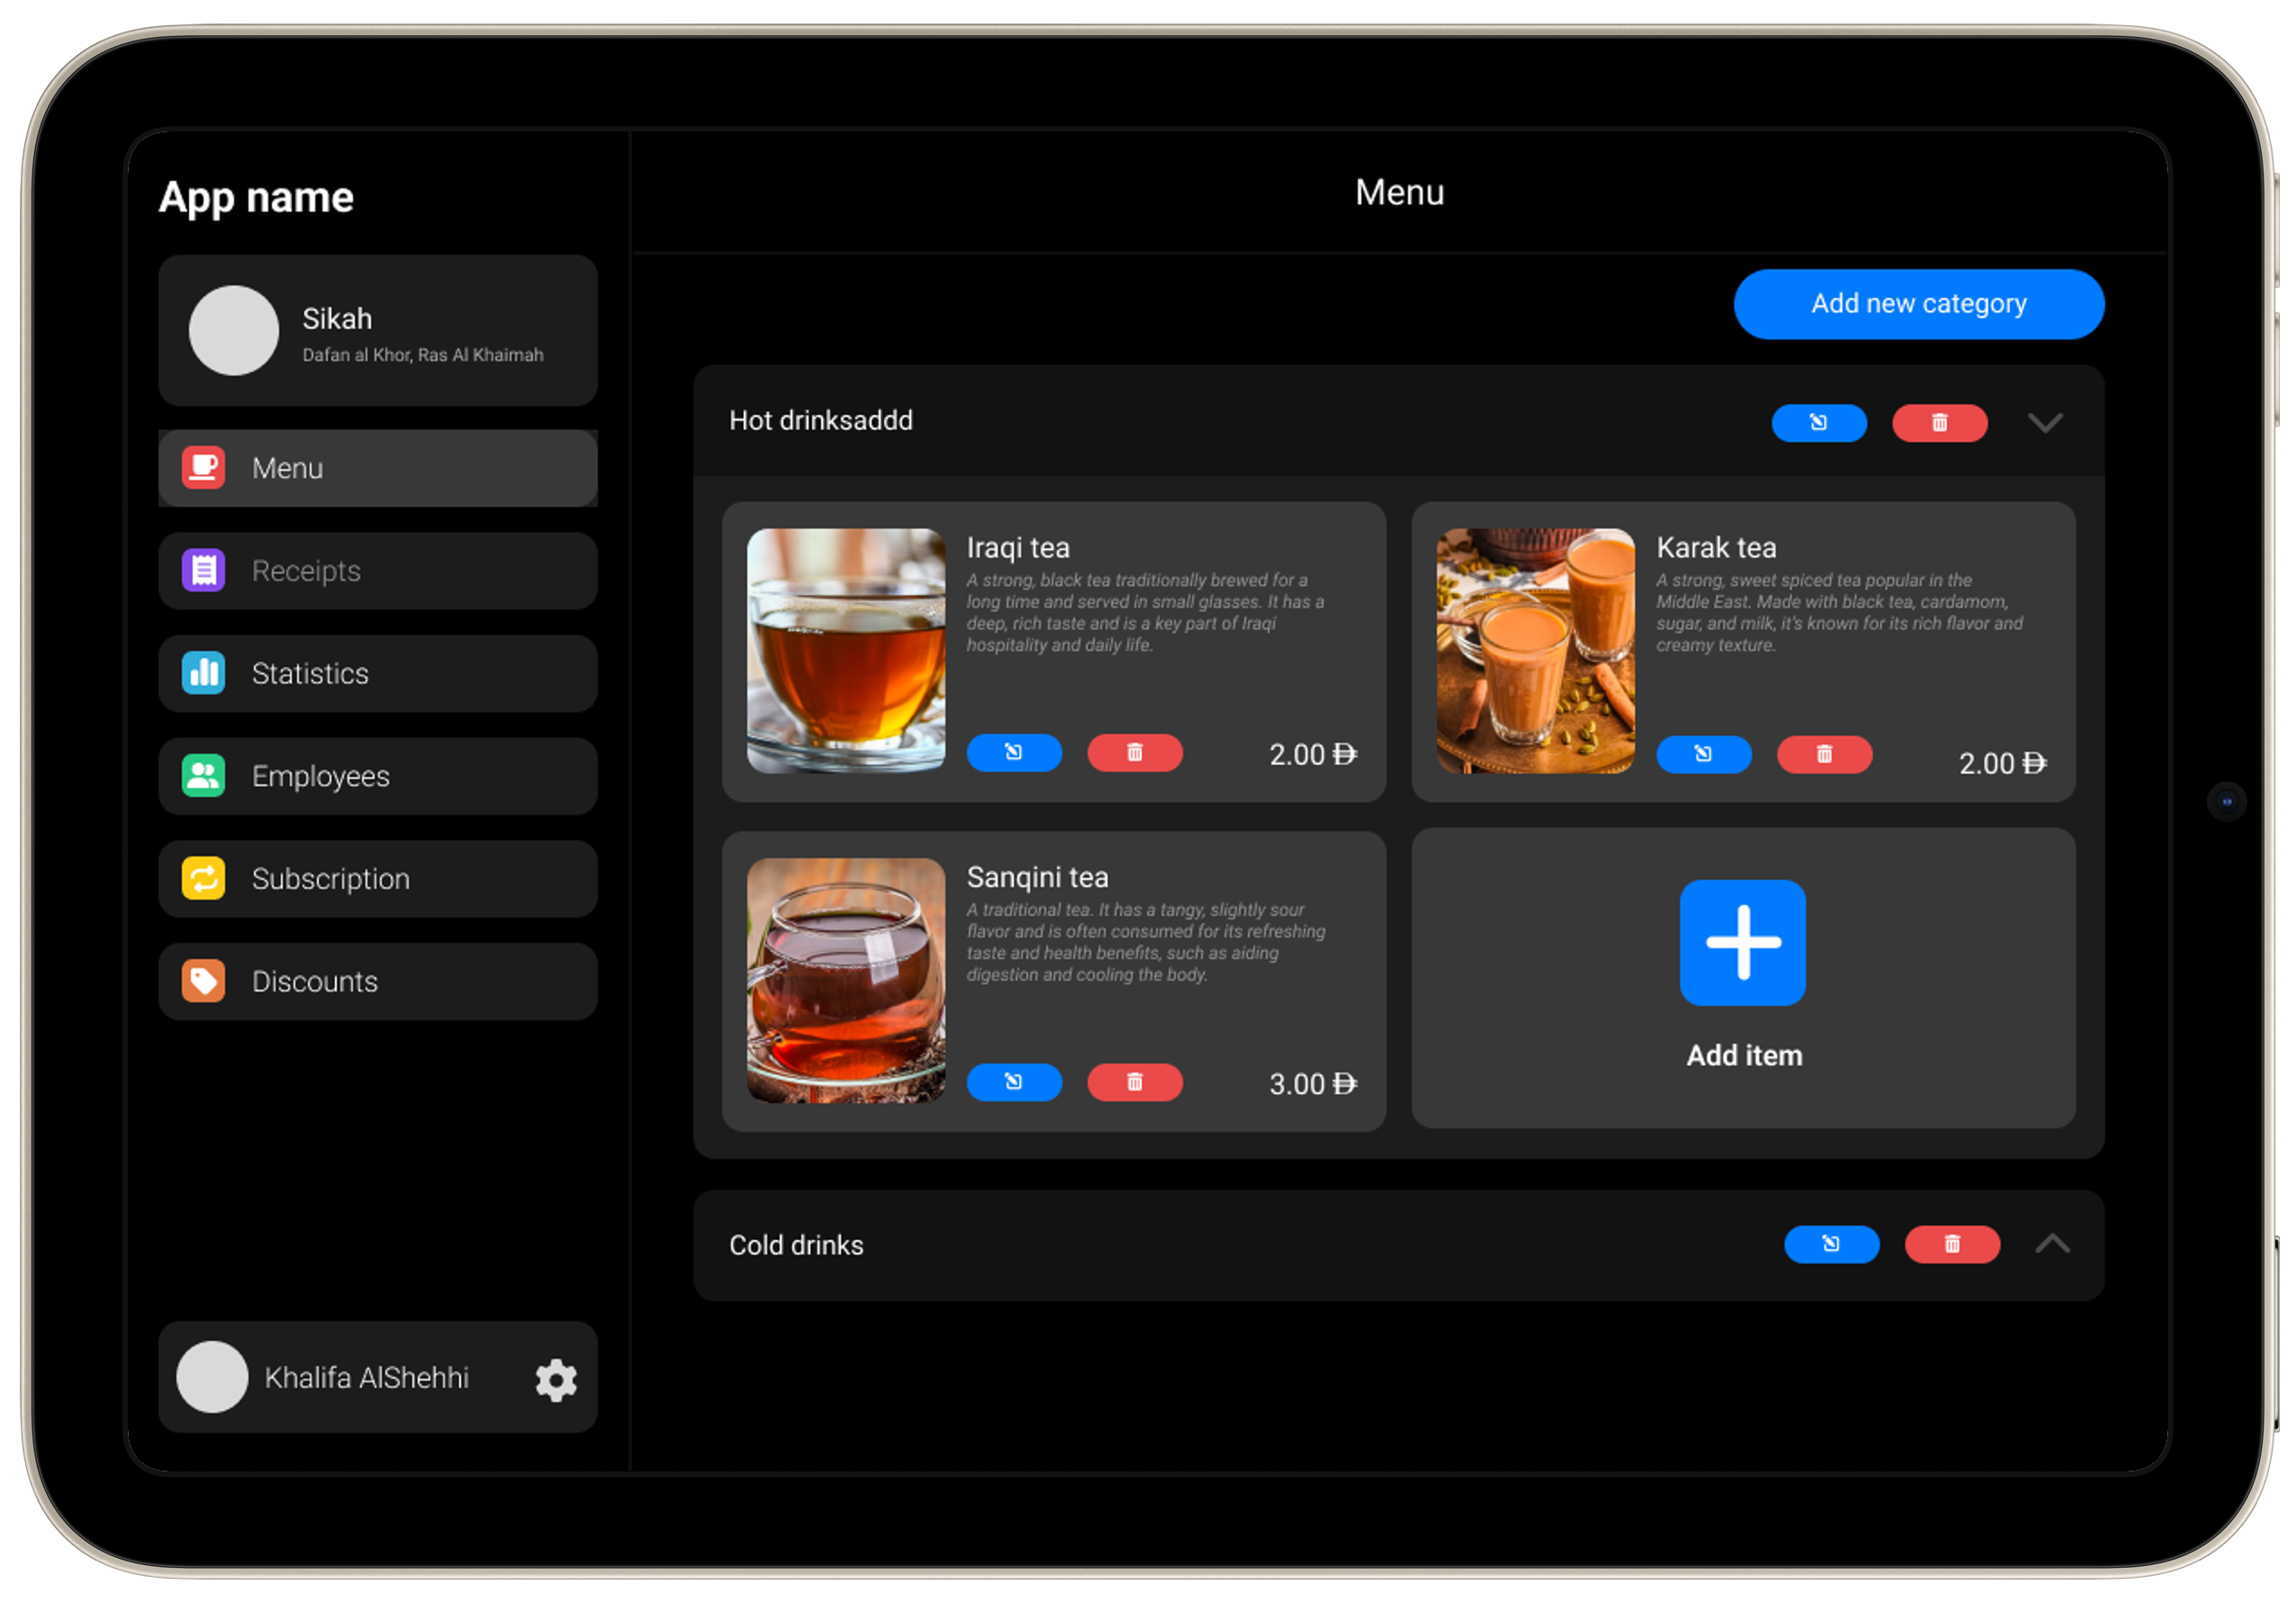 App name
Sikah
Dafan al Khor, Ras Al Khaimah
Menu
Receipts
Statistics
Employees
Subscription
Discounts
Khalifa AlShehhi
Menu
Add new category
Hot drinksaddd
Iraqi tea
A strong, black tea traditionally brewed for a
long time and served in small glasses. It has a
deep, rich taste and is a key part of Iraqi
hospitality and daily life.
2.00
Karak tea
A strong, sweet spiced tea popular in the
Middle East. Made with black tea, cardamom,
sugar, and milk, it's known for its rich flavor and
creamy texture.
2.00
Sanqini tea
A traditional tea. It has a tangy, slightly sour
flavor and is often consumed for its refreshing
taste and health benefits, such as aiding
digestion and cooling the body.
3.00
Add item
Cold drinks